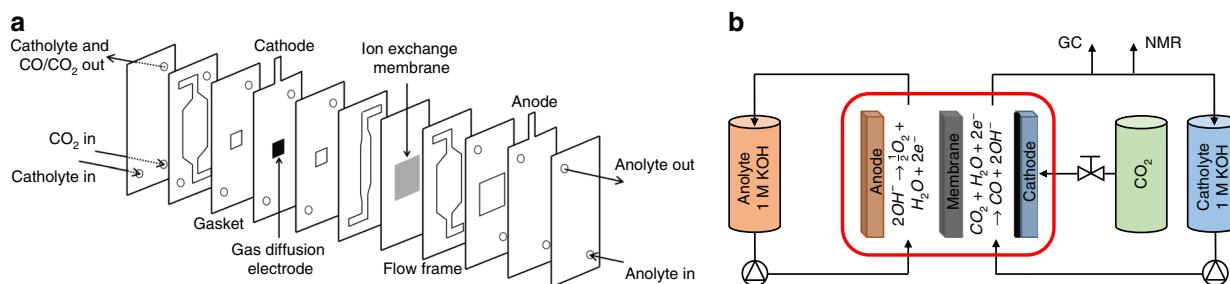 a
Catholyte and
CO/CO2 out
Cathode
Ion exchange
membrane
Anode
CO2 in
Catholyte in
Gasket
Gas diffusion
electrode
Flow frame
Anolyte out
Anolyte in
b
GC
NMR
Anolyte
1 M KOH
Anode
2OH− → ½O2 +
H2O + 2e−
Membrane
CO2 + H2O + 2e−
→ CO + 2OH−
Cathode
CO2
Catholyte
1 M KOH